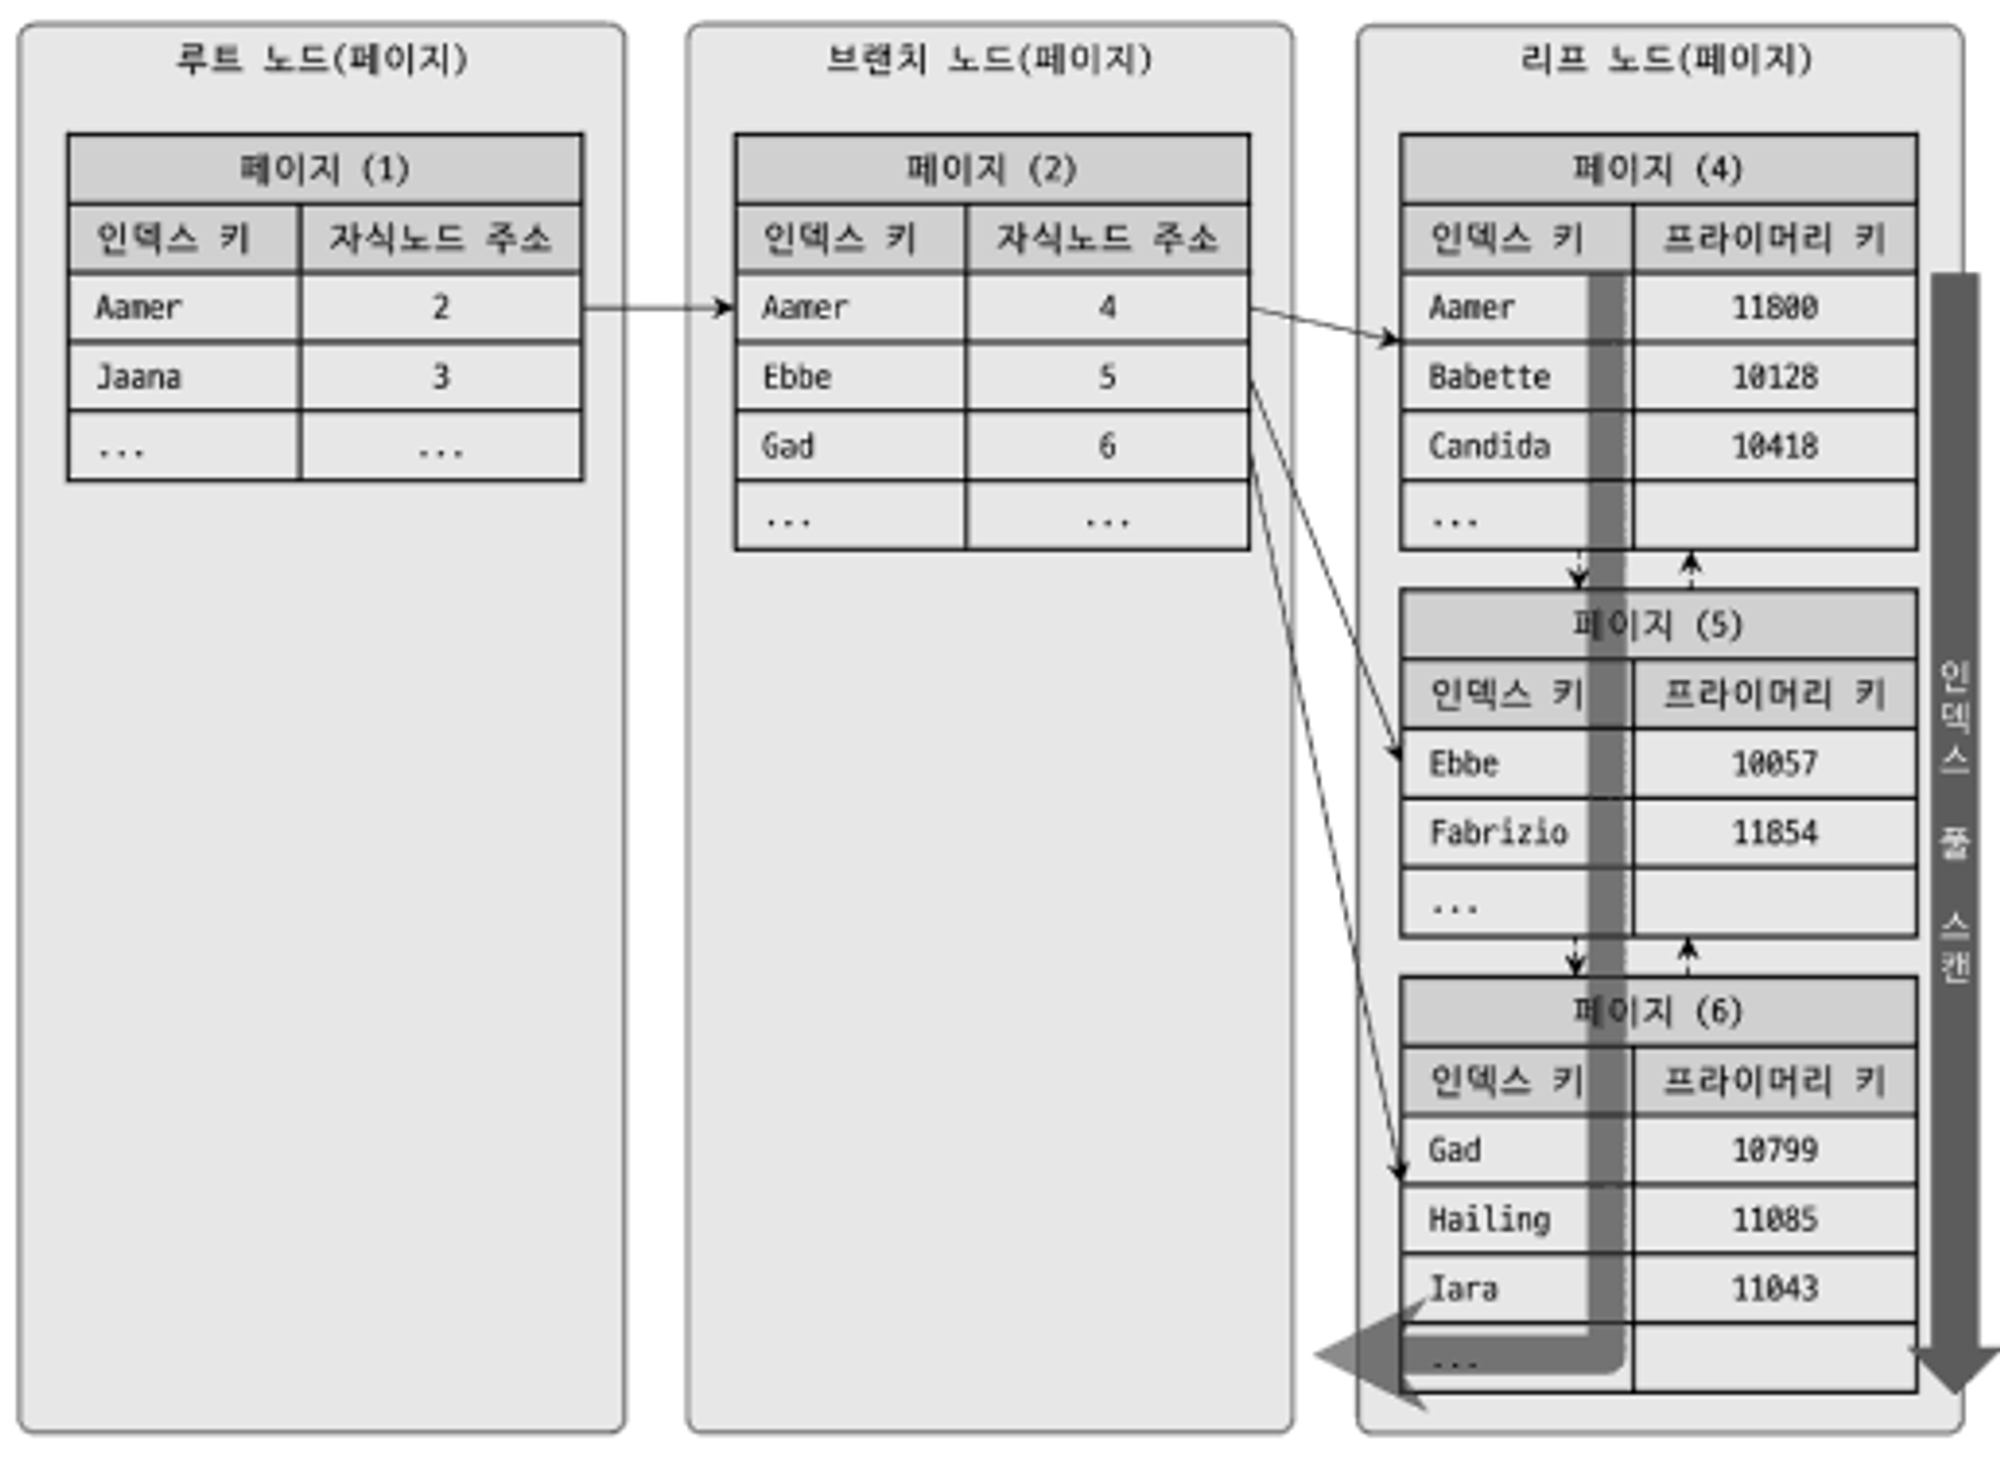 루트 노드(페이지)
페이지 (1)
인덱스 키 자식노드 주소
Aamer 2
Jaana 3
... ...
브랜치 노드(페이지)
페이지 (2)
인덱스 키 자식노드 주소
Aamer 4
Ebbe 5
Gad 6
... ...
리프 노드(페이지)
페이지 (4)
인덱스 키 프라이머리 키
Aamer 11800
Babette 10128
Candida 10418
...
페이지 (5)
인덱스 키 프라이머리 키
Ebbe 10057
Fabrizio 11854
...
페이지 (6)
인덱스 키 프라이머리 키
Gad 10799
Hailing 11085
Iara 11043
...
인덱스 풀 스캔